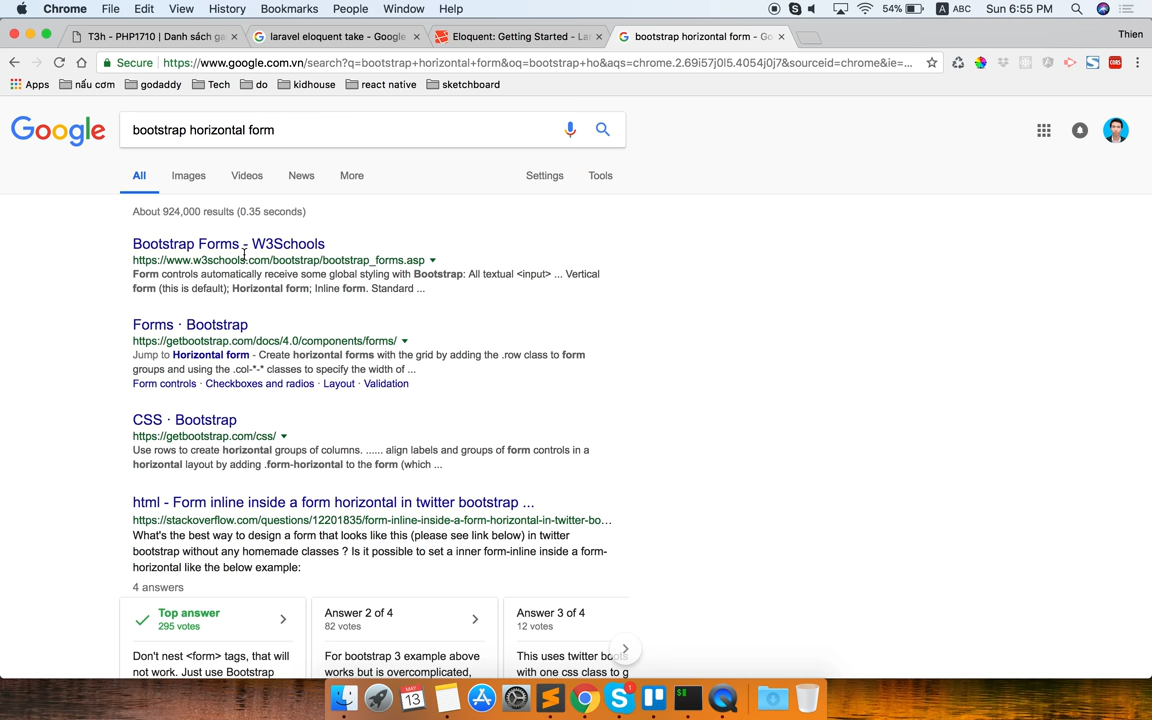 Chrome File Edit View History Bookmarks People Window Help 54% A ABC Sun 6:55 PM
T3h - PHP1710 | Danh sách ga
laravel eloquent take - Google
Eloquent: Getting Started - La
bootstrap horizontal form - Go
Thien
Secure https://www.google.com.vn/search?q=bootstrap+horizontal+form&oq=bootstrap+ho&aqs=chrome.2.69i57j0l5.4054j0j7&sourceid=chrome&ie=...
CORS
Apps nấu cơm godaddy Tech do kidhouse react native sketchboard
Google
bootstrap horizontal form
All Images Videos News More Settings Tools
About 924,000 results (0.35 seconds)
Bootstrap Forms - W3Schools
https://www.w3schools.com/bootstrap/bootstrap_forms.asp
Form controls automatically receive some global styling with Bootstrap: All textual <input> ... Vertical
form (this is default); Horizontal form; Inline form. Standard ...
Forms · Bootstrap
https://getbootstrap.com/docs/4.0/components/forms/
Jump to Horizontal form - Create horizontal forms with the grid by adding the .row class to form
groups and using the .col-*-* classes to specify the width of ...
Form controls · Checkboxes and radios · Layout · Validation
CSS · Bootstrap
https://getbootstrap.com/css/
Use rows to create horizontal groups of columns. ...... align labels and groups of form controls in a
horizontal layout by adding .form-horizontal to the form (which ...
html - Form inline inside a form horizontal in twitter bootstrap ...
https://stackoverflow.com/questions/12201835/form-inline-inside-a-form-horizontal-in-twitter-bo...
What's the best way to design a form that looks like this (please see link below) in twitter
bootstrap without any homemade classes ? Is it possible to set a inner form-inline inside a form-
horizontal like the below example:
4 answers
Top answer
295 votes
Don't nest <form> tags, that will
not work. Just use Bootstrap
Answer 2 of 4
82 votes
For bootstrap 3 example above
works but is overcomplicated,
Answer 3 of 4
12 votes
This uses twitter boots
with one css class to g
MAY
13
1